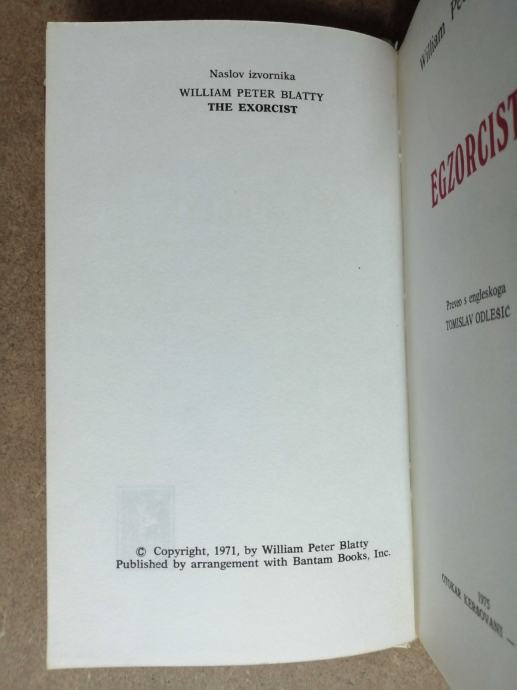 Naslov izvornika
WILLIAM PETER BLATTY
THE EXORCIST
© Copyright, 1971, by William Peter Blatty
Published by arrangement with Bantam Books, Inc.
William
EGZORCIST
Preveo s engleskoga
TOMISLAV ODLEŠIĆ
1975
OTOKAR KERŠOVANI —